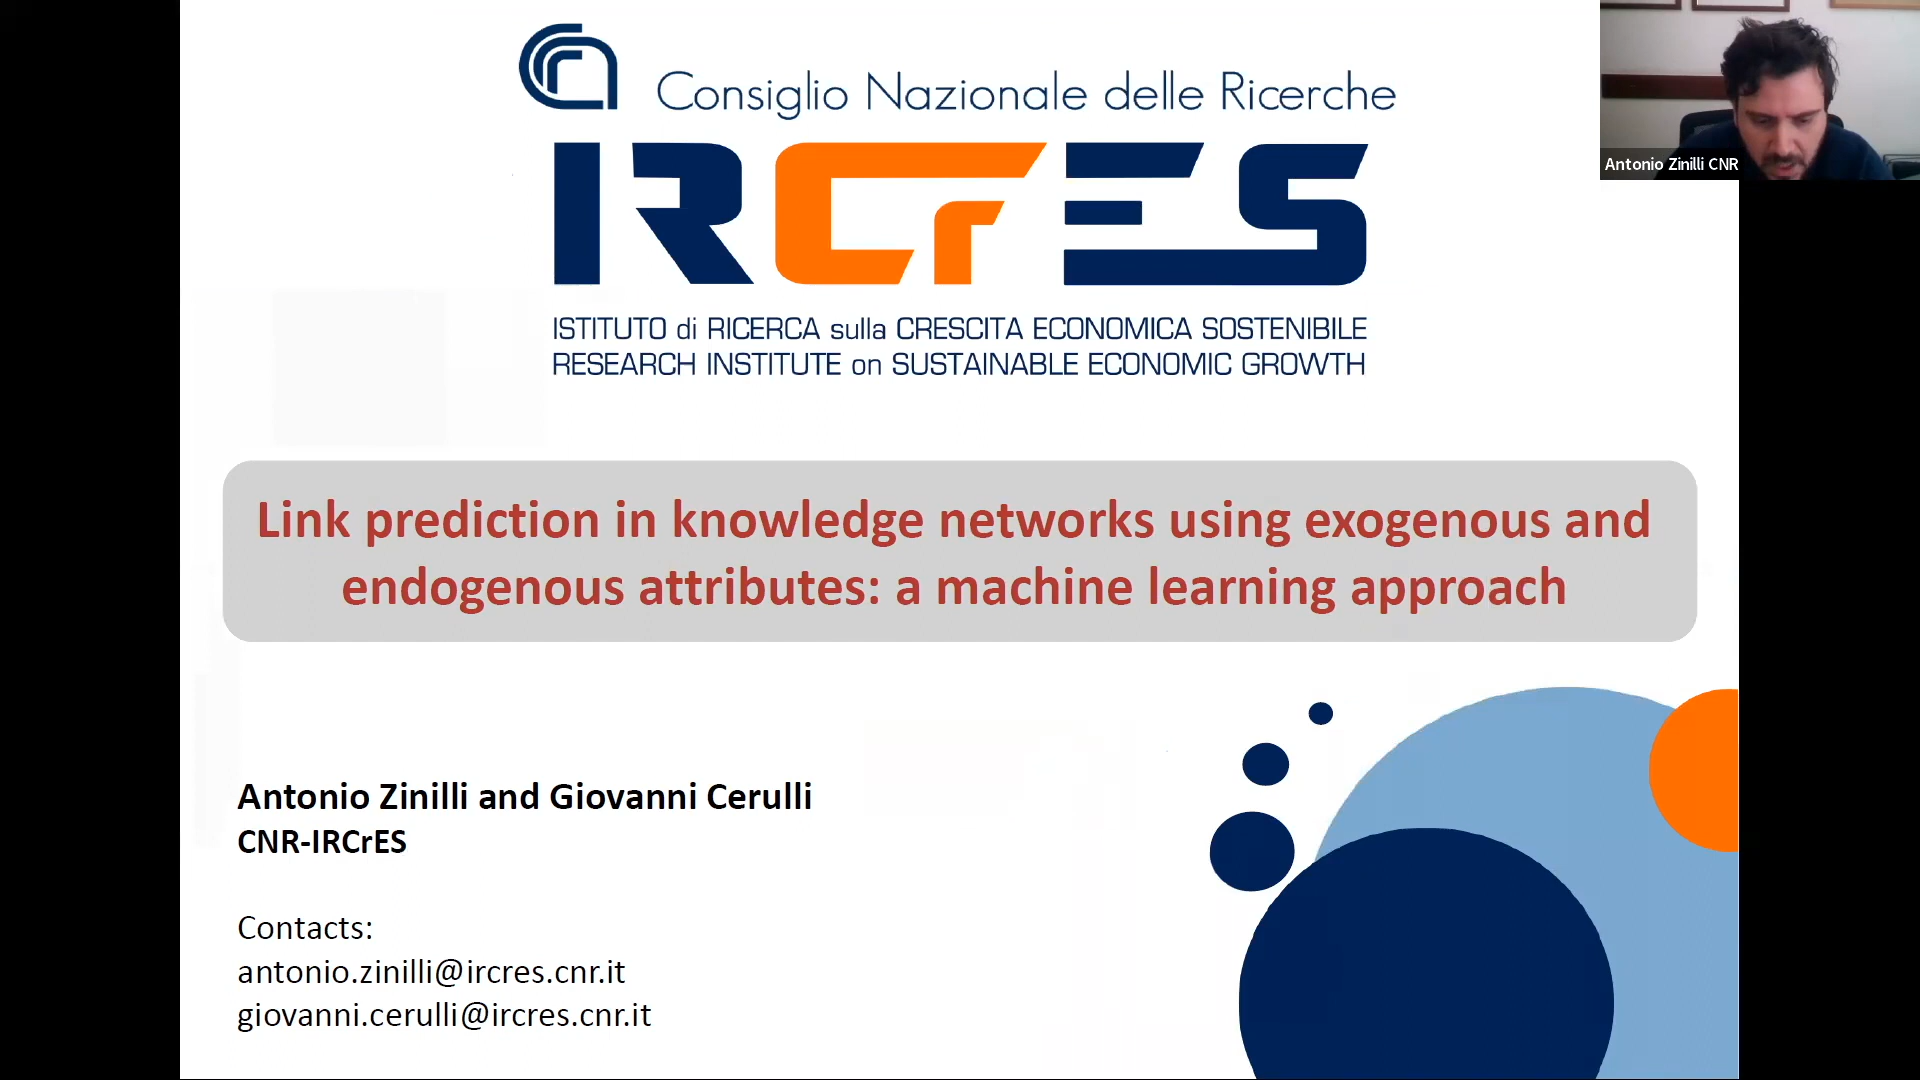 Consiglio Nazionale delle Ricerche
IRCrES
ISTITUTO di RICERCA sulla CRESCITA ECONOMICA SOSTENIBILE
RESEARCH INSTITUTE on SUSTAINABLE ECONOMIC GROWTH
Antonio Zinilli CNR
Link prediction in knowledge networks using exogenous and
endogenous attributes: a machine learning approach
Antonio Zinilli and Giovanni Cerulli
CNR-IRCrES
Contacts:
antonio.zinilli@ircres.cnr.it
giovanni.cerulli@ircres.cnr.it